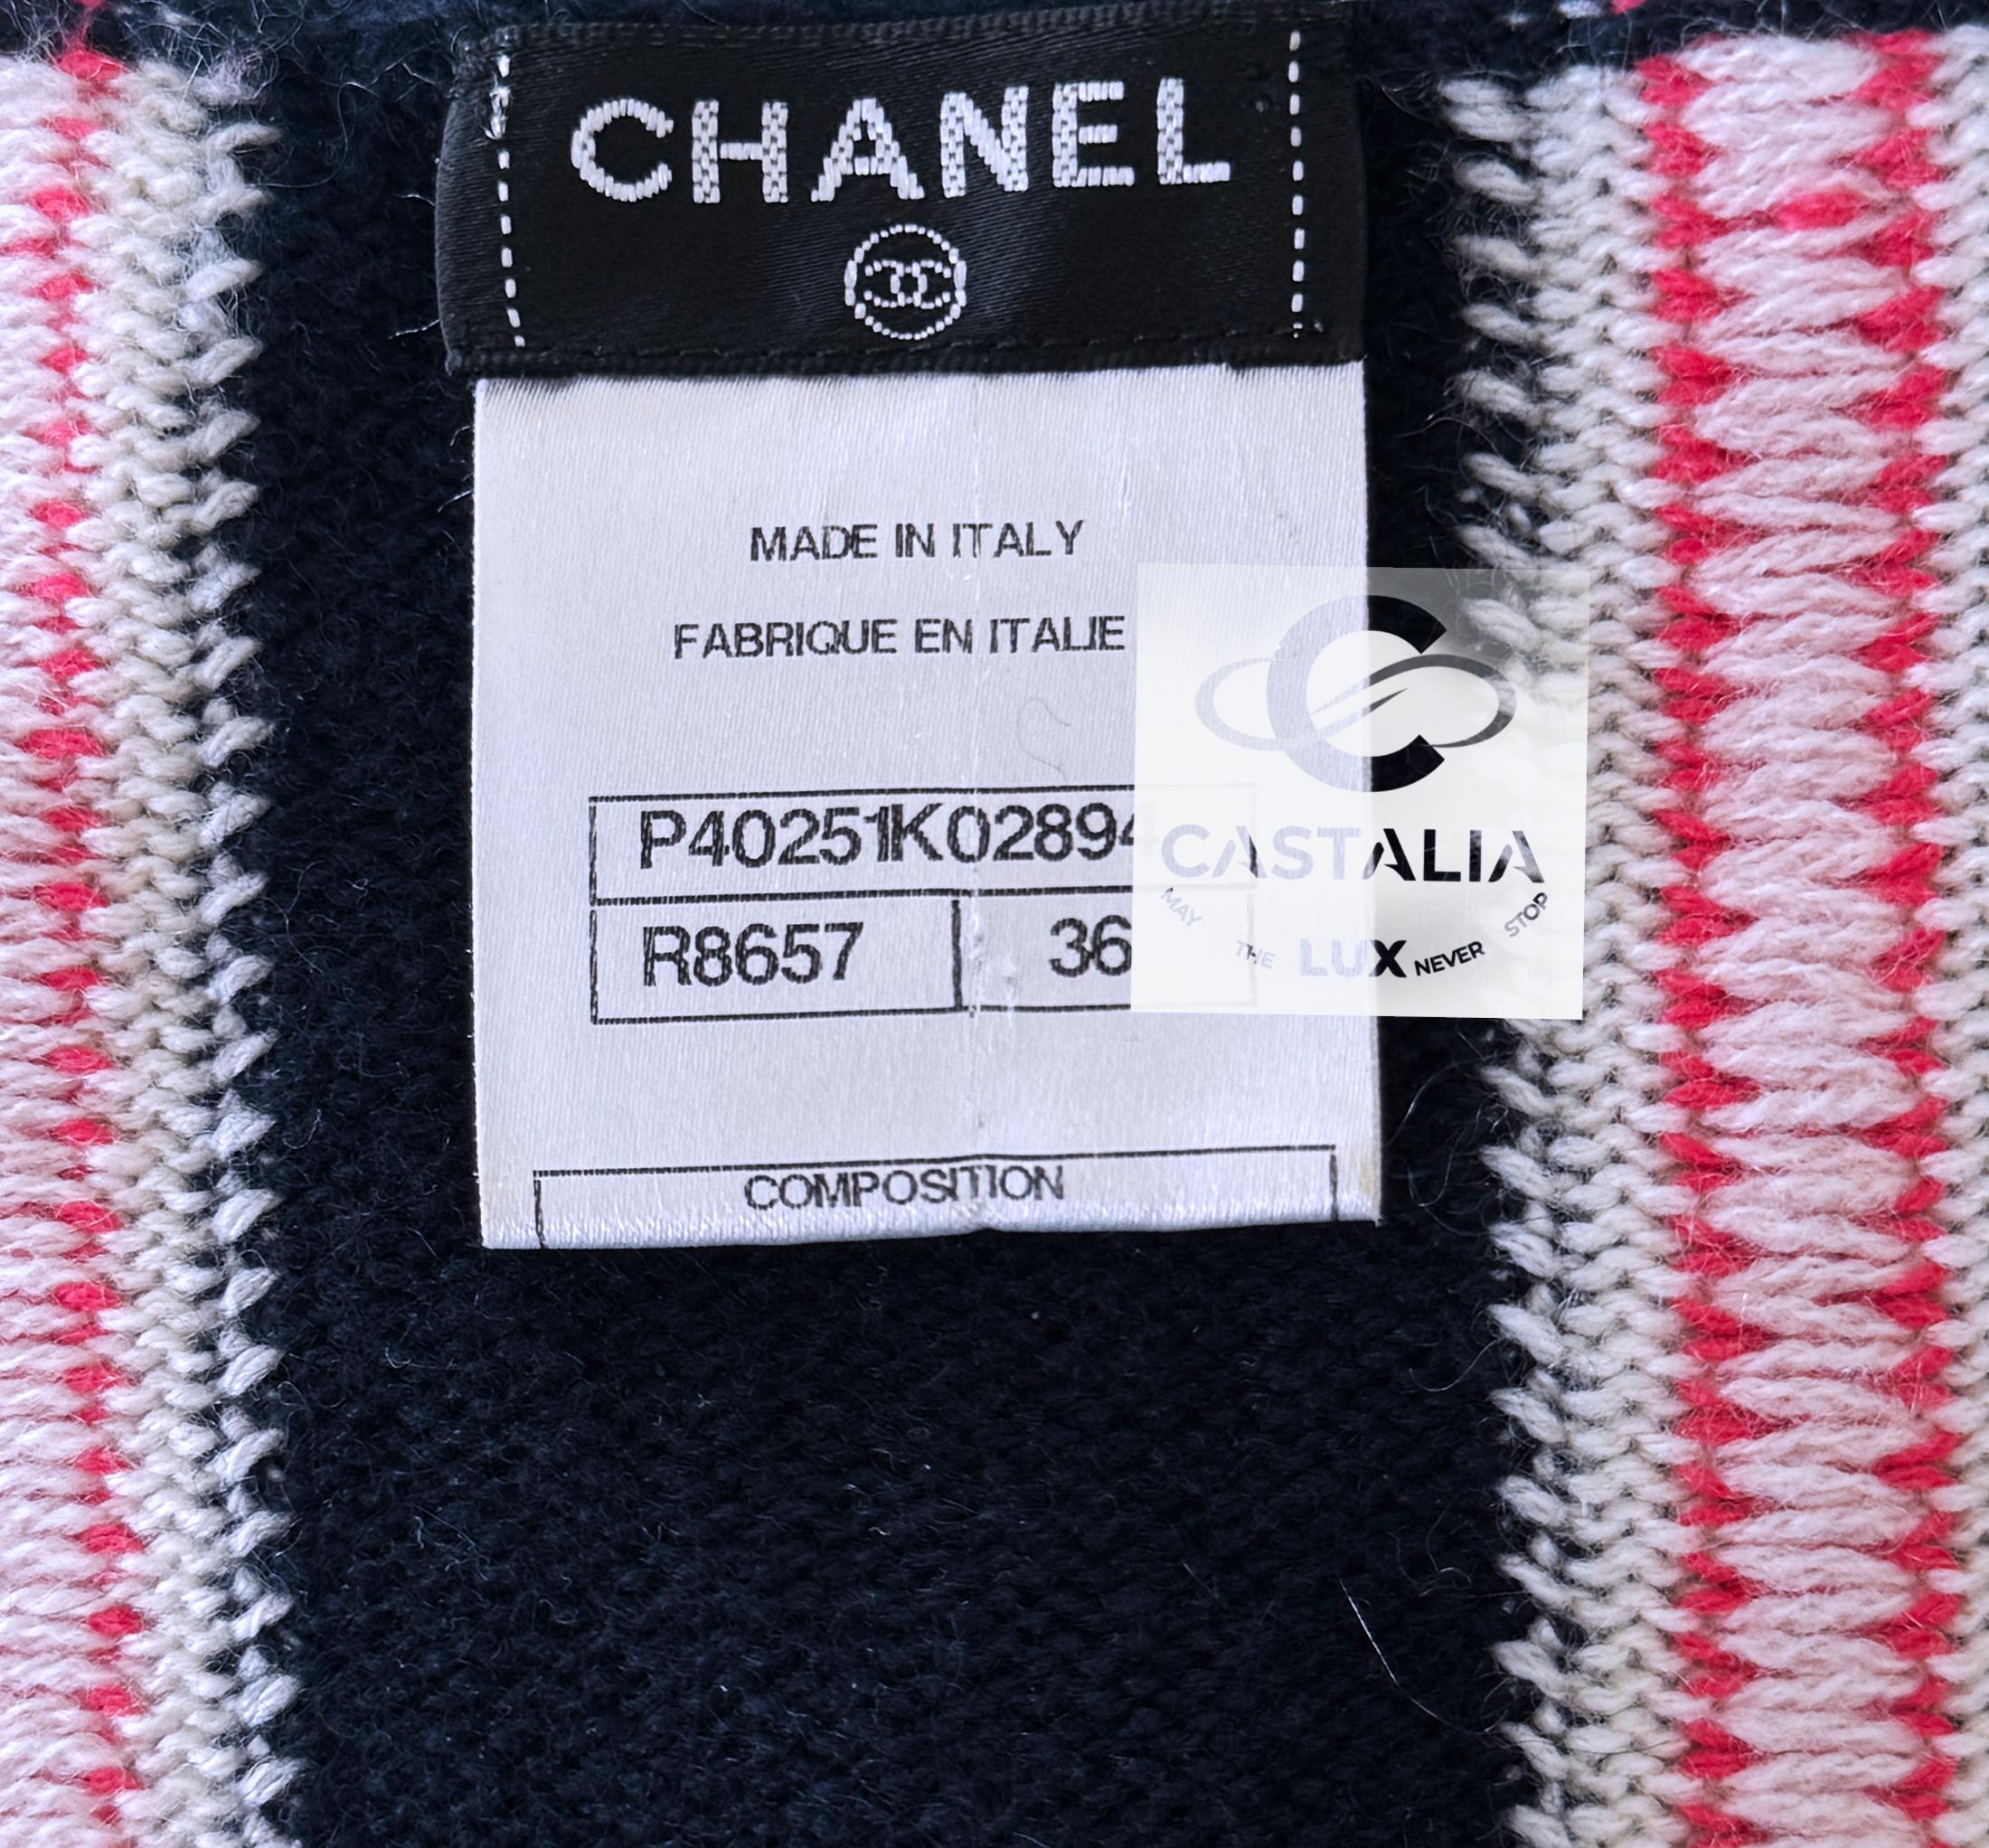 CHANEL
MADE IN ITALY
FABRIQUE EN ITALIE
P40251K02894
R8657 36
COMPOSITION
CASTALIA
MAY THE LUX NEVER STOP